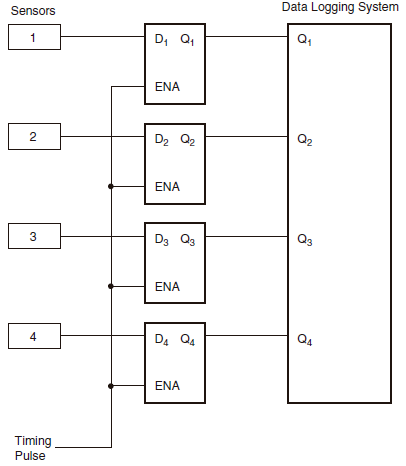 Sensors
Data Logging System
1
D1 Q1
Q1
ENA
2
D2 Q2
Q2
ENA
3
D3 Q3
Q3
ENA
4
D4 Q4
Q4
ENA
Timing
Pulse